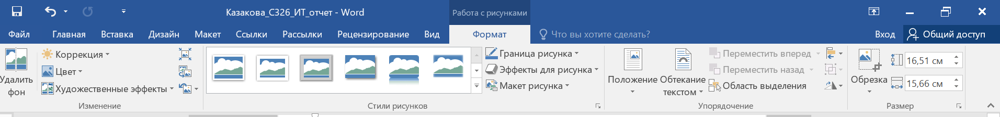 Казакова_С326_ИТ_отчет - Word
Работа с рисунками
Файл Главная Вставка Дизайн Макет Ссылки Рассылки Рецензирование Вид Формат Что вы хотите сделать? Вход Общий доступ
Удалить фон
Коррекция
Цвет
Художественные эффекты
Изменение
Стили рисунков
Граница рисунка
Эффекты для рисунка
Макет рисунка
Положение
Обтекание текстом
Переместить вперед
Переместить назад
Область выделения
Упорядочение
Обрезка
16,51 см
15,66 см
Размер